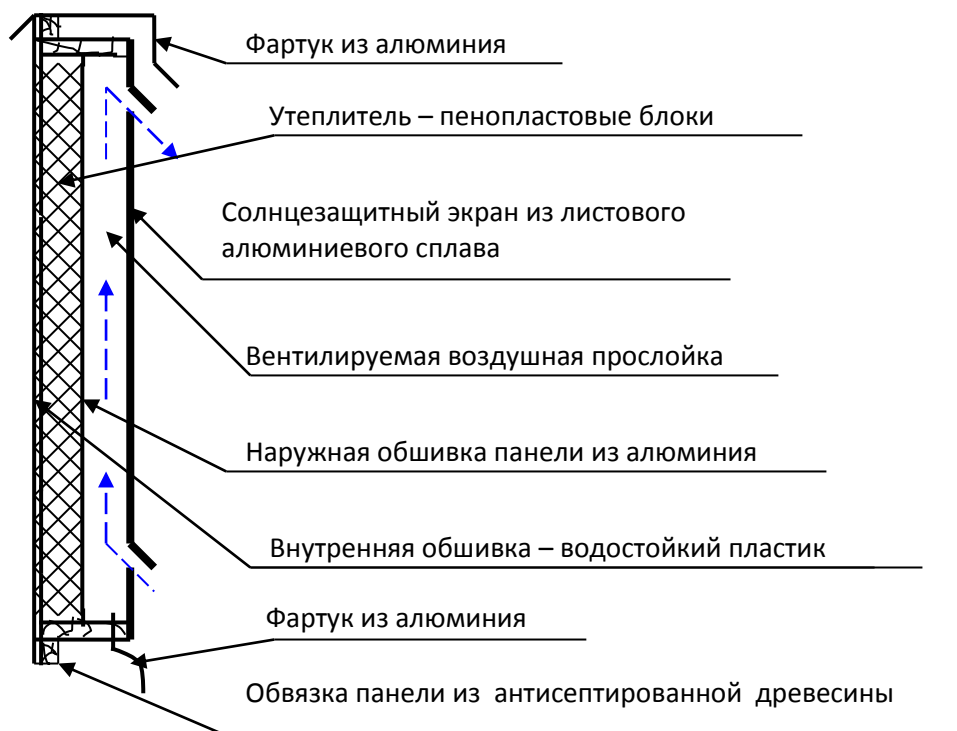 Фартук из алюминия
Утеплитель – пенопластовые блоки
Солнцезащитный экран из листового
алюминиевого сплава
Вентилируемая воздушная прослойка
Наружная обшивка панели из алюминия
Внутренняя обшивка – водостойкий пластик
Фартук из алюминия
Обвязка панели из антисептированной древесины